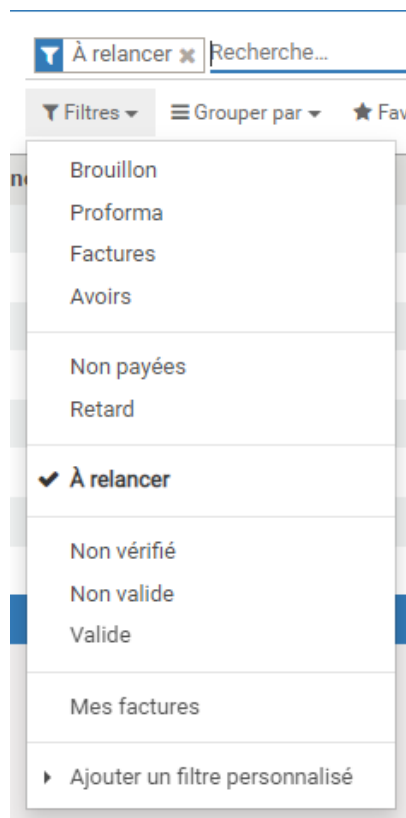 À relancer Recherche...
Filtres Grouper par Fav
Brouillon
Proforma
Factures
Avoirs
Non payées
Retard
À relancer
Non vérifié
Non valide
Valide
Mes factures
Ajouter un filtre personnalisé